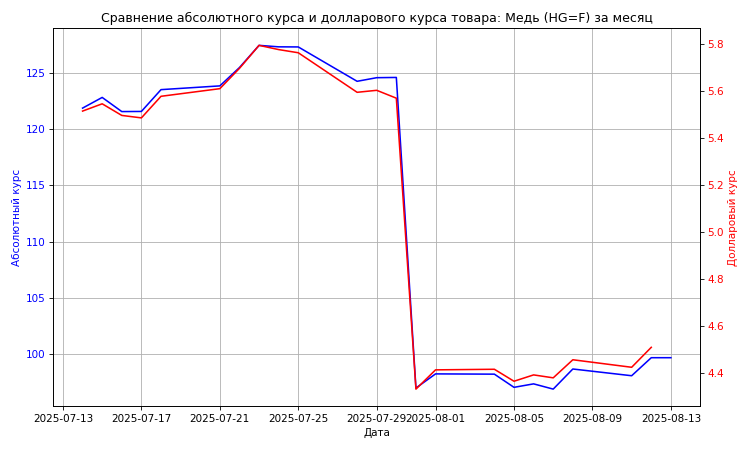 Сравнение абсолютного курса и долларового курса товара: Медь (HG=F) за месяц
Абсолютный курс
125
120
115
110
105
100
5.8
5.6
5.4
5.2
5.0
4.8
4.6
4.4
Долларовый курс
2025-07-13 2025-07-17 2025-07-21 2025-07-25 2025-07-29 2025-08-01 2025-08-05 2025-08-09 2025-08-13
Дата